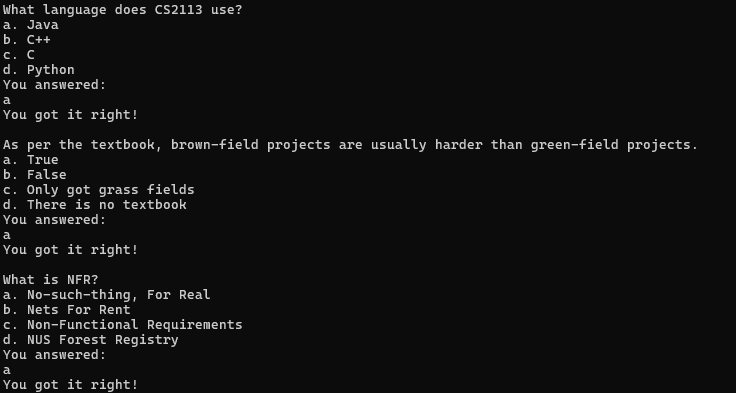 What language does CS2113 use?
a. Java
b. C++
c. C
d. Python
You answered:
a
You got it right!

As per the textbook, brown-field projects are usually harder than green-field projects.
a. True
b. False
c. Only got grass fields
d. There is no textbook
You answered:
a
You got it right!

What is NFR?
a. No-such-thing, For Real
b. Nets For Rent
c. Non-Functional Requirements
d. NUS Forest Registry
You answered:
a
You got it right!